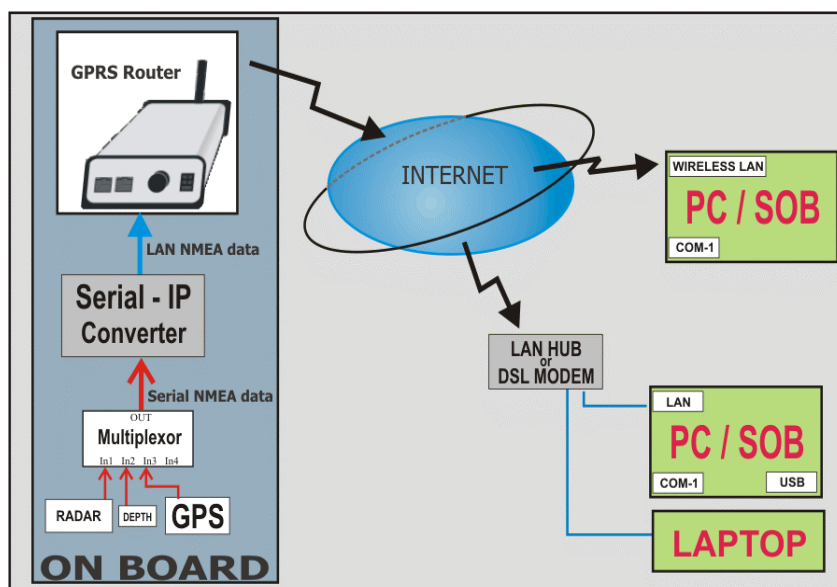 GPRS Router
LAN NMEA data
Serial - IP
Converter
Serial NMEA data
OUT
Multiplexor
In1 In2 In3 In4
RADAR
DEPTH
GPS
ON BOARD
INTERNET
WIRELESS LAN
PC / SOB
COM-1
LAN HUB
or
DSL MODEM
LAN
PC / SOB
COM-1
USB
LAPTOP